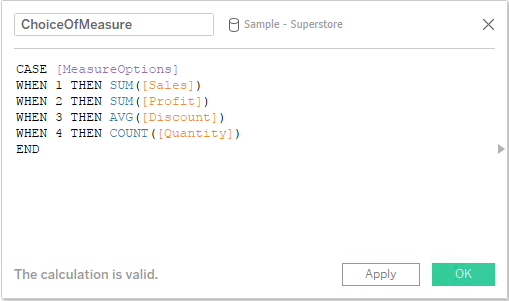 ChoiceOfMeasure
Sample - Superstore
CASE [MeasureOptions]
WHEN 1 THEN SUM([Sales])
WHEN 2 THEN SUM([Profit])
WHEN 3 THEN AVG([Discount])
WHEN 4 THEN COUNT([Quantity])
END
The calculation is valid.
Apply
OK